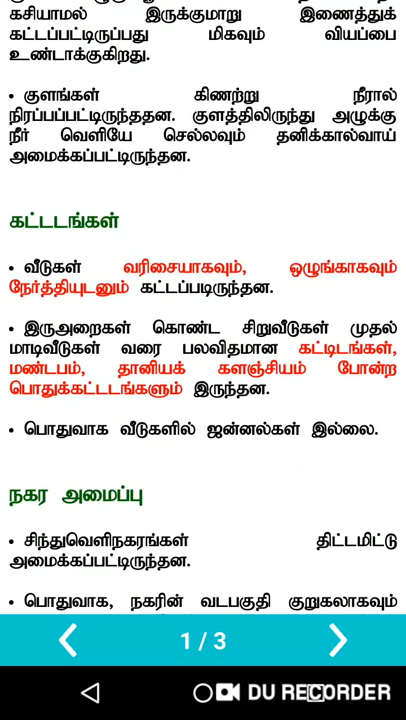 கசியாமல் இருக்குமாறு இணைத்துக்
கட்டப்பட்டிருப்பது மிகவும் வியப்பை
உண்டாக்குகிறது.
• குளங்கள் கிணற்று நீரால்
நிரப்பப்பட்டிருந்ததன. குளத்திலிருந்து அழுக்கு
நீர் வெளியே செல்லவும் தனிக்கால்வாய்
அமைக்கப்பட்டிருந்தன.
கட்டடங்கள்
• வீடுகள் வரிசையாகவும், ஒழுங்காகவும்
நேர்த்தியுடனும் கட்டப்படிருந்தன.
• இருஅறைகள் கொண்ட சிறுவீடுகள் முதல்
மாடிவீடுகள் வரை பலவிதமான கட்டிடங்கள்,
மண்டபம், தானியக் களஞ்சியம் போன்ற
பொதுக்கட்டடங்களும் இருந்தன.
• பொதுவாக வீடுகளில் ஜன்னல்கள் இல்லை.
நகர அமைப்பு
• சிந்துவெளிநகரங்கள் திட்டமிட்டு
அமைக்கப்பட்டிருந்தன.
• பொதுவாக, நகரின் வடபகுதி குறுகலாகவும்
1 / 3
DU RECORDER